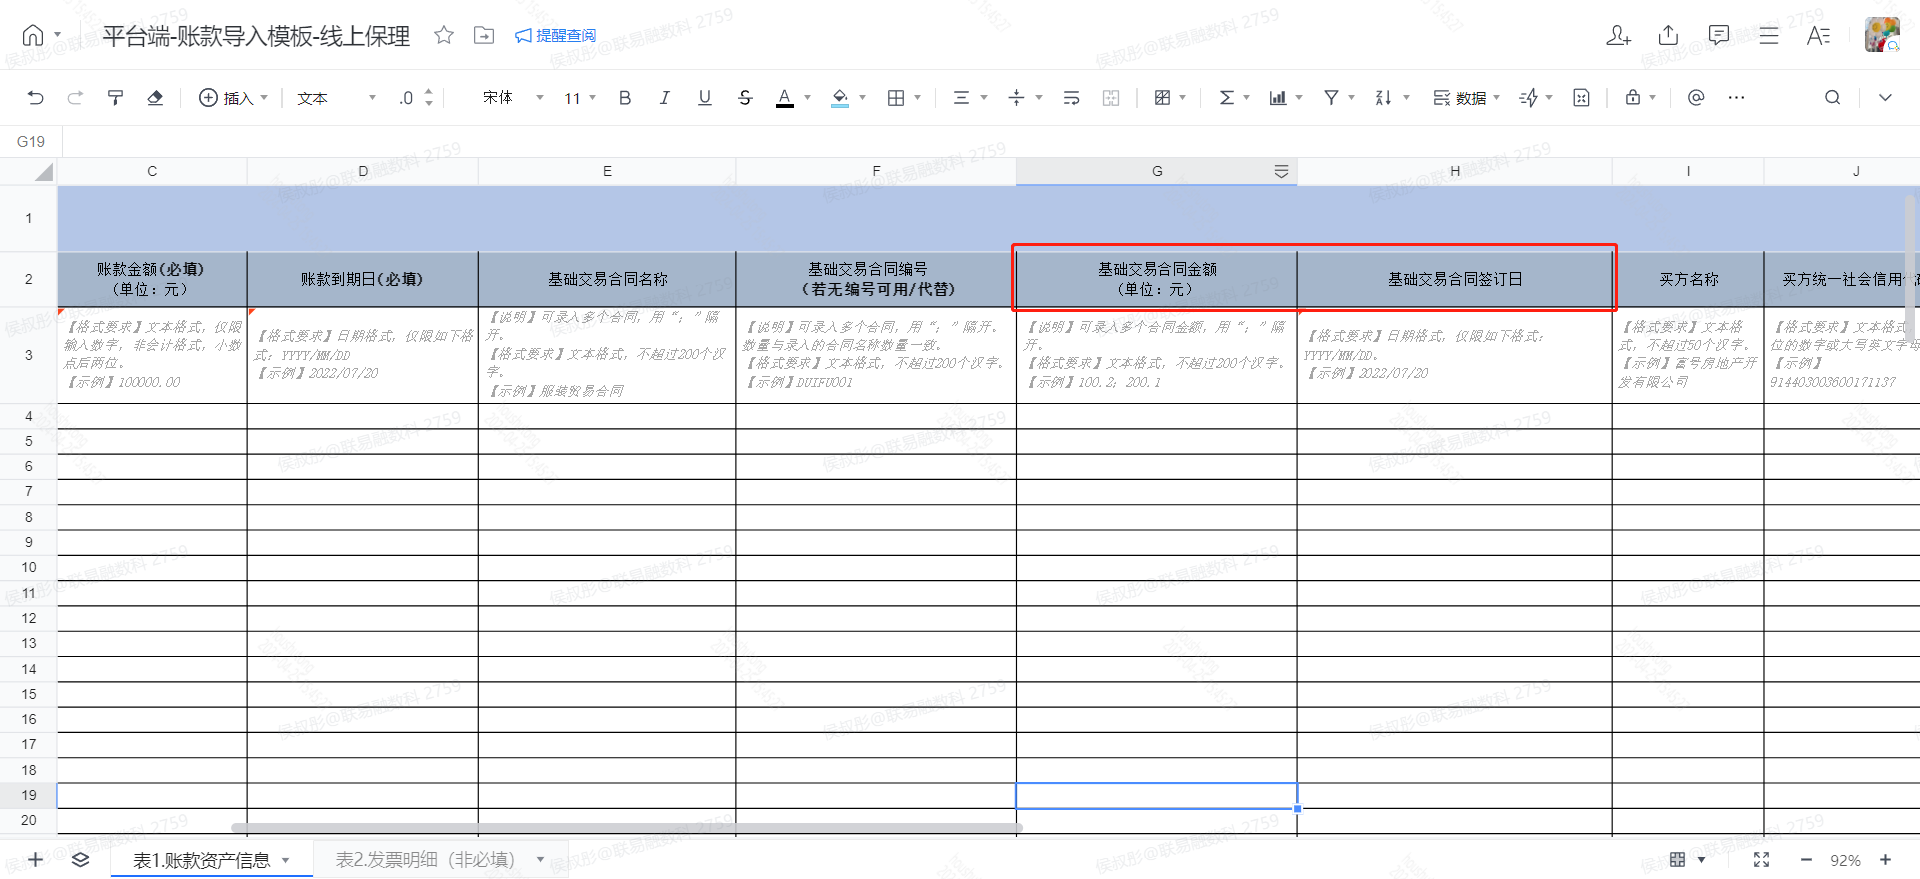 平台端-账款导入模板-线上保理
提醒查阅
插入 文本 .0 宋体 11 B I U S A 数据
G19
C D E F G H I J
1
2
账款金额(必填)
（单位：元）
账款到期日(必填)
基础交易合同名称
基础交易合同编号
（若无编号可用/代替）
基础交易合同金额
（单位：元）
基础交易合同签订日
买方名称
买方统一社会信用
3
【格式要求】文本格式，仅限
输入数字，非会计格式，小数
点后两位。
【示例】100000.00
【格式要求】日期格式，仅限如下格
式：YYYY/MM/DD
【示例】2022/07/20
【说明】可录入多个合同，用“；”隔
开。
【格式要求】文本格式，不超过200个汉
字。
【示例】服装贸易合同
【说明】可录入多个合同，用“；”隔开。
数量与录入的合同名称数量一致。
【格式要求】文本格式，不超过200个汉字。
【示例】DUIFU001
【说明】可录入多个合同金额，用“；”隔
开。
【格式要求】文本格式，不超过200个汉字。
【示例】100.2；200.1
【格式要求】日期格式，仅限如下格式：
YYYY/MM/DD。
【示例】2022/07/20
【格式要求】文本格
式，不超过50个汉字。
【示例】富号房地产开
发有限公司
【格式要求】文本格式
位的数字或大写英文字母
【示例】
914403003600171137
4
5
6
7
8
9
10
11
12
13
14
15
16
17
18
19
20
表1.账款资产信息
表2.发票明细（非必填）
92%
侯叔彤@联易融数科 2759